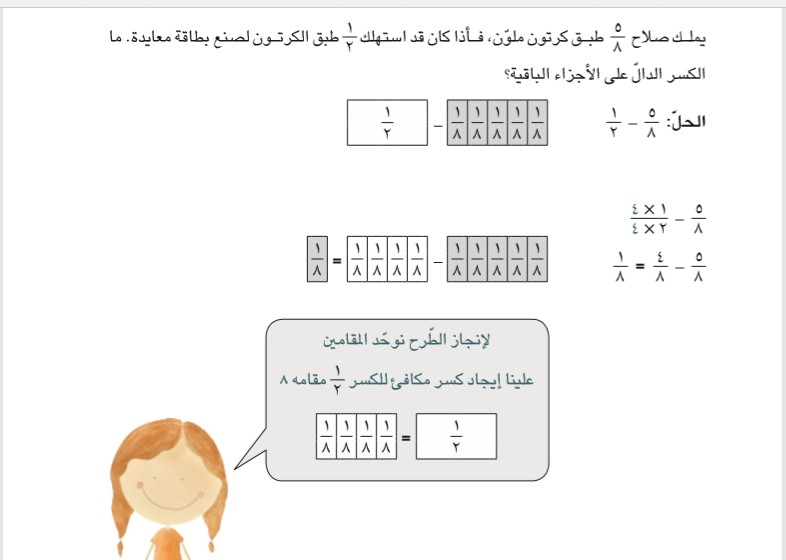 يملك صلاح ٥/٨ طبق كرتون ملوّن، فأذا كان قد استهلك ١/٢ طبق الكرتون لصنع بطاقة معايدة. ما
الكسر الدالّ على الأجزاء الباقية؟
الحلّ: ٥/٨ − ١/٢
١/٨ ١/٨ ١/٨ ١/٨ ١/٨ − ١/٢
٥/٨ − (١ × ٤)/(٢ × ٤)
٥/٨ − ٤/٨ = ١/٨
١/٨ ١/٨ ١/٨ ١/٨ ١/٨ − ١/٨ ١/٨ ١/٨ ١/٨ = ١/٨
لإنجاز الطّرح نوحّد المقامين
علينا إيجاد كسر مكافئ للكسر ١/٢ مقامه ٨
١/٢ = ١/٨ ١/٨ ١/٨ ١/٨